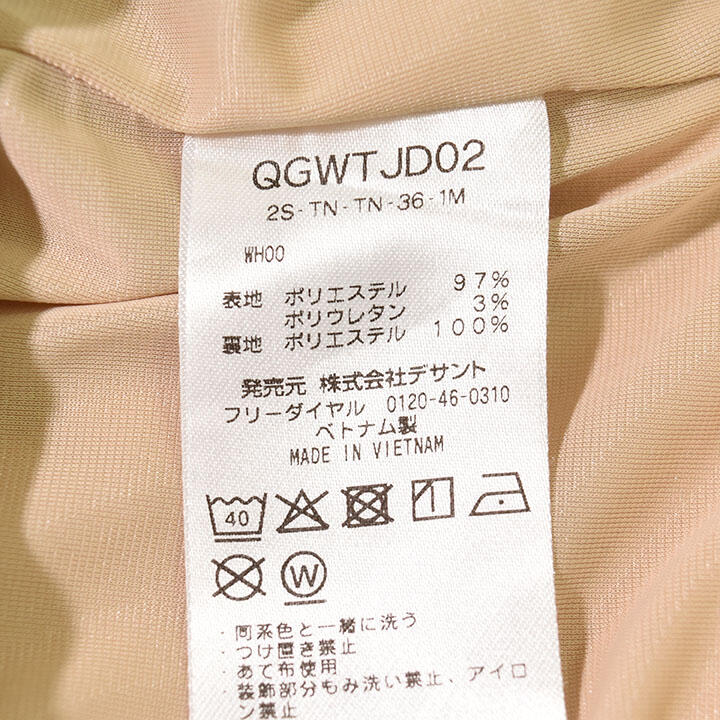 QGWTJD02
2S-TN-TN-36-1M
WH00
表地 ポリエステル 97%
ポリウレタン 3%
裏地 ポリエステル 100%
発売元 株式会社デサント
フリーダイヤル 0120-46-0310
ベトナム製
MADE IN VIETNAM
40
W
・同系色と一緒に洗う
・つけ置き禁止
・あて布使用
・装飾部分もみ洗い禁止、アイロ
ン禁止